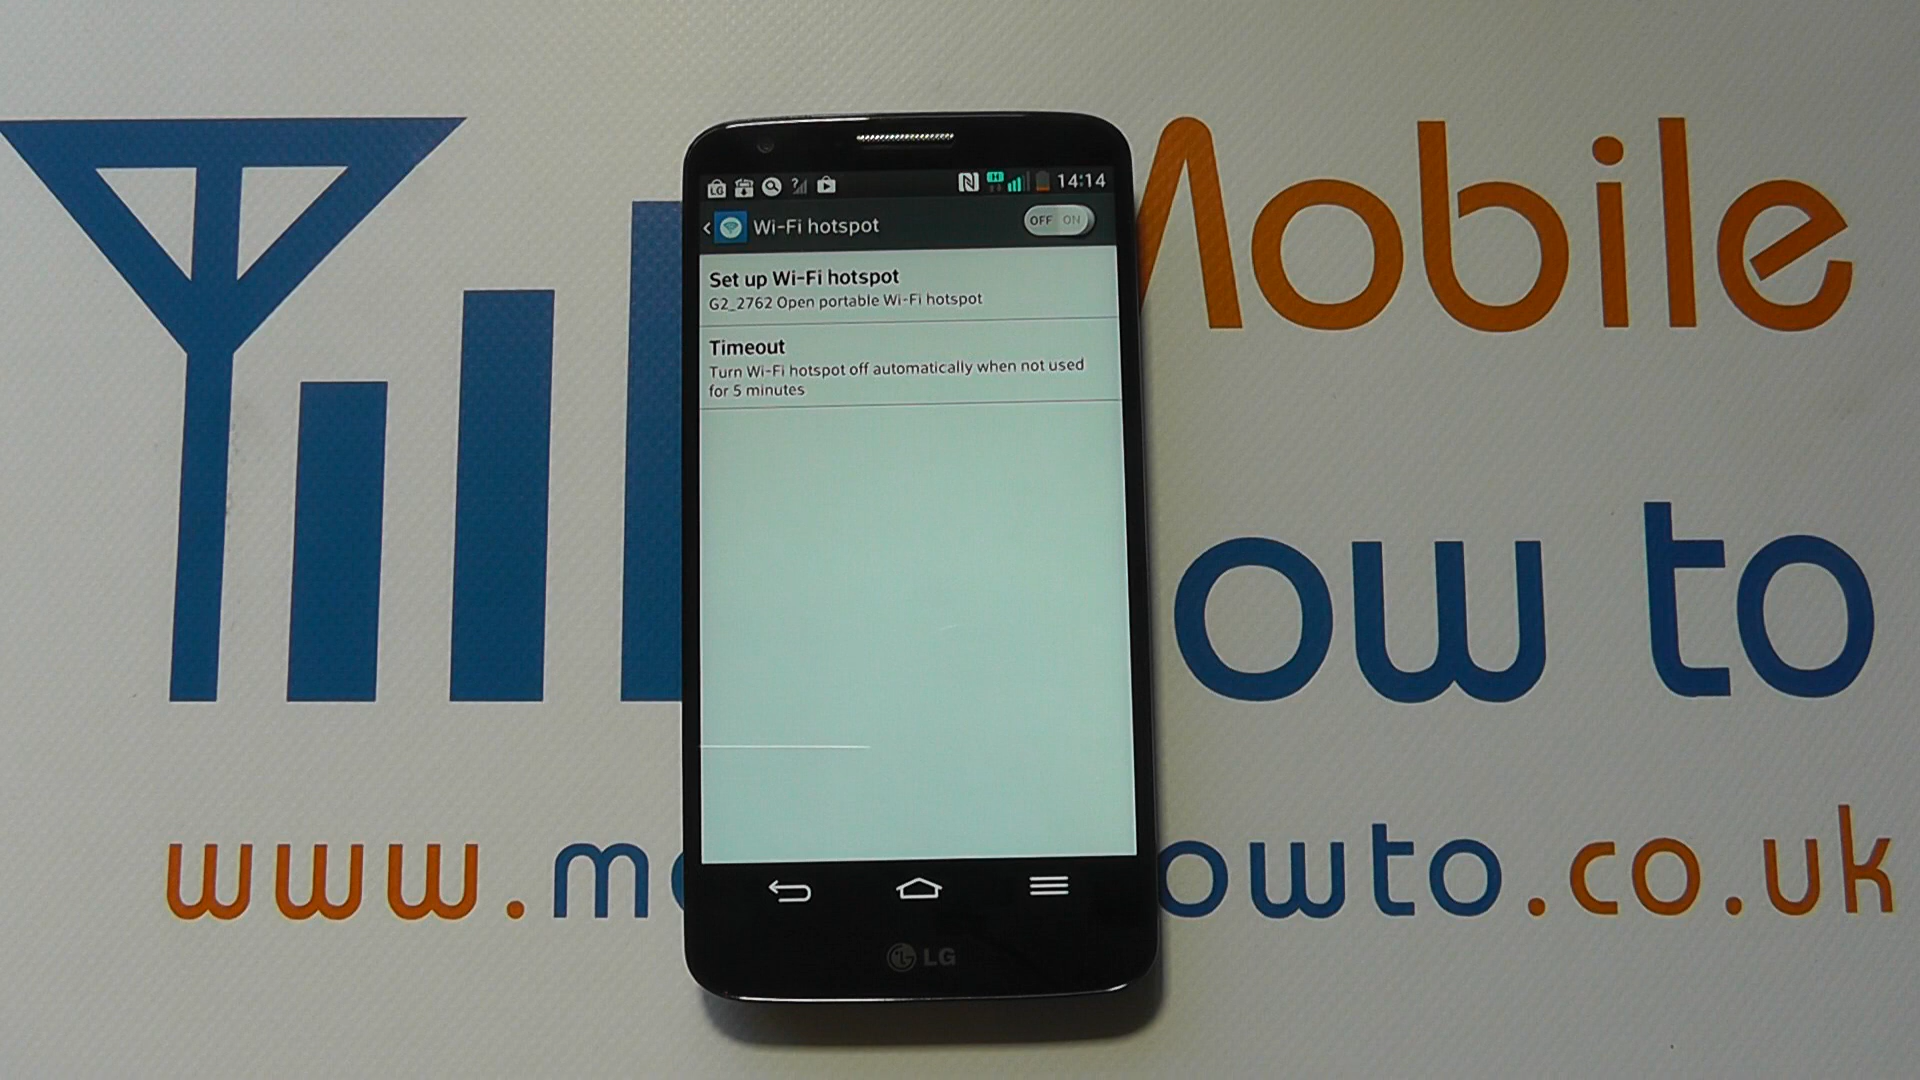 Mobile
ow to
www.m owto.co.uk
14:14
Wi-Fi hotspot
OFF ON
Set up Wi-Fi hotspot
G2_2762 Open portable Wi-Fi hotspot
Timeout
Turn Wi-Fi hotspot off automatically when not used
for 5 minutes
LG